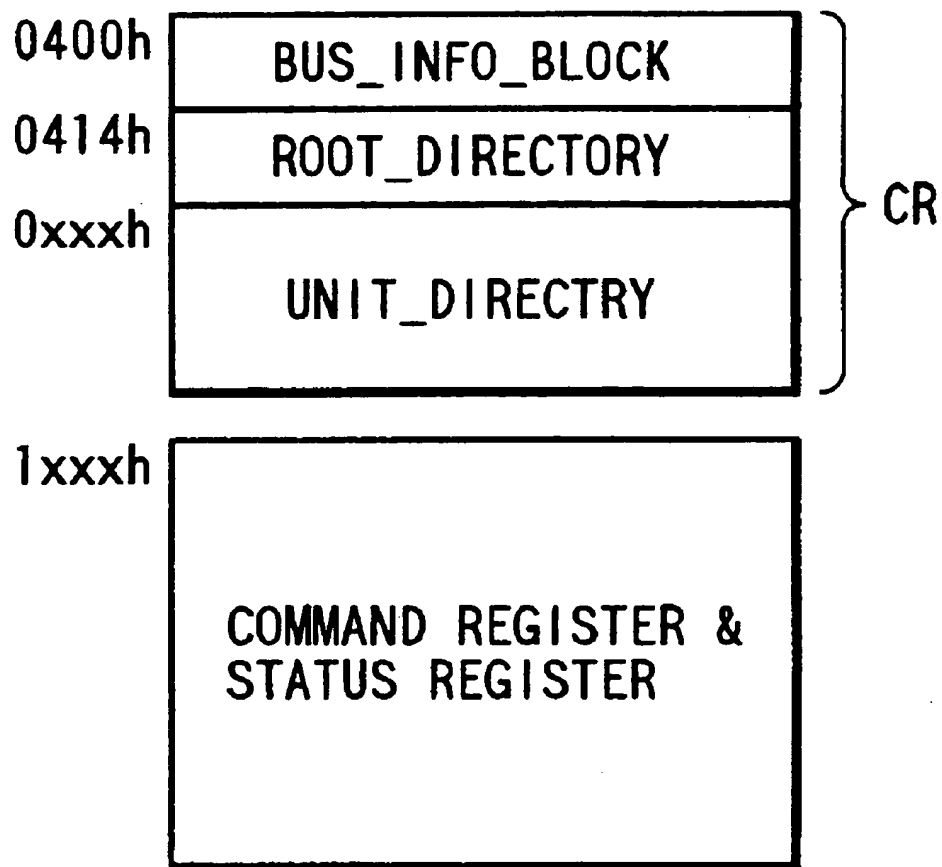 0400h
BUS_INFO_BLOCK
0414h
ROOT_DIRECTORY
0xxxh
UNIT_DIRECTRY
CR
1xxxh
COMMAND REGISTER &
STATUS REGISTER